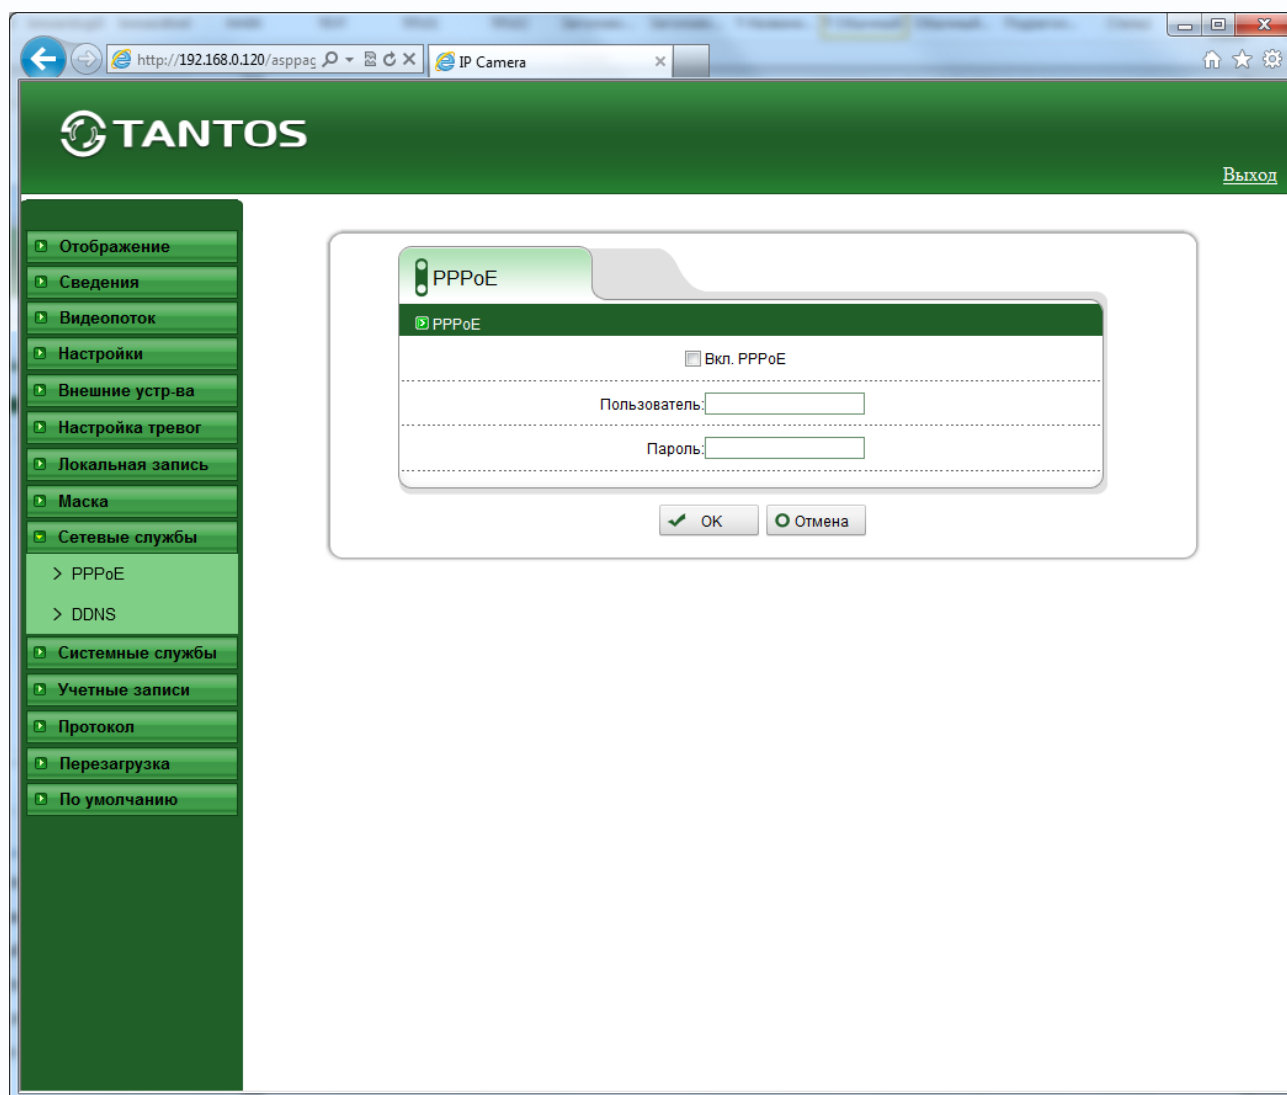 http://192.168.0.120/asppag
IP Camera
TANTOS
Выход
Отображение
Сведения
Видеопоток
Настройки
Внешние устр-ва
Настройка тревог
Локальная запись
Маска
Сетевые службы
PPPoE
DDNS
Системные службы
Учетные записи
Протокол
Перезагрузка
По умолчанию
PPPoE
PPPoE
Вкл. PPPoE
Пользователь:
Пароль:
OK
Отмена